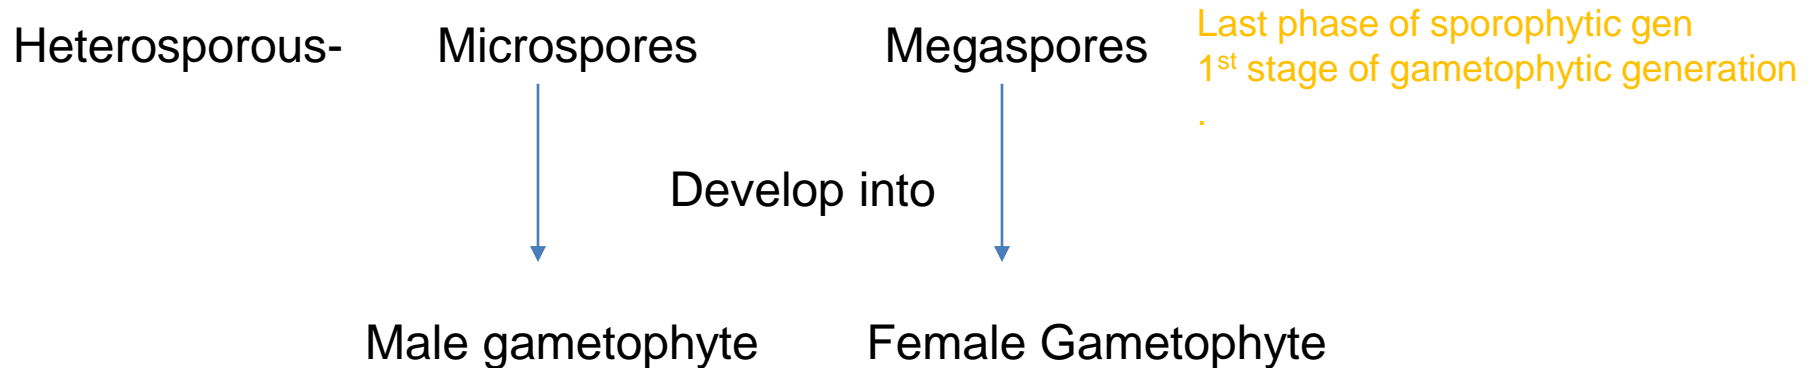 Heterosporous- Microspores Megaspores
Last phase of sporophytic gen
1st stage of gametophytic generation
.
Develop into
Male gametophyte Female Gametophyte